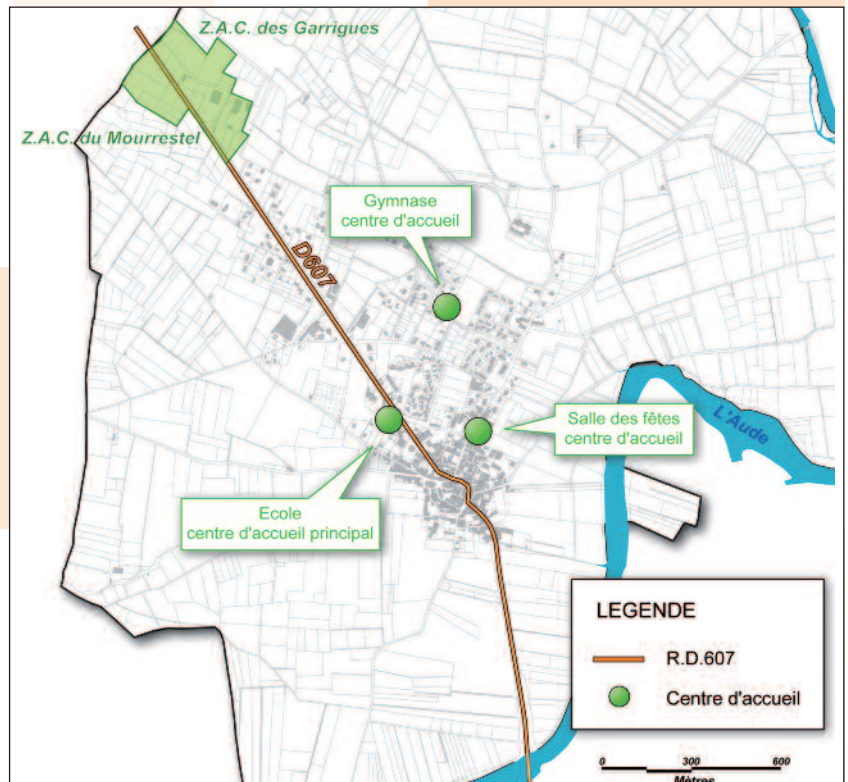 Z.A.C. des Garrigues
Z.A.C. du Mourrestel
Gymnase
centre d'accueil
D607
Salle des fêtes
centre d'accueil
L'Aude
Ecole
centre d'accueil principal
LEGENDE
R.D.607
Centre d'accueil
0 300 600
Mètres